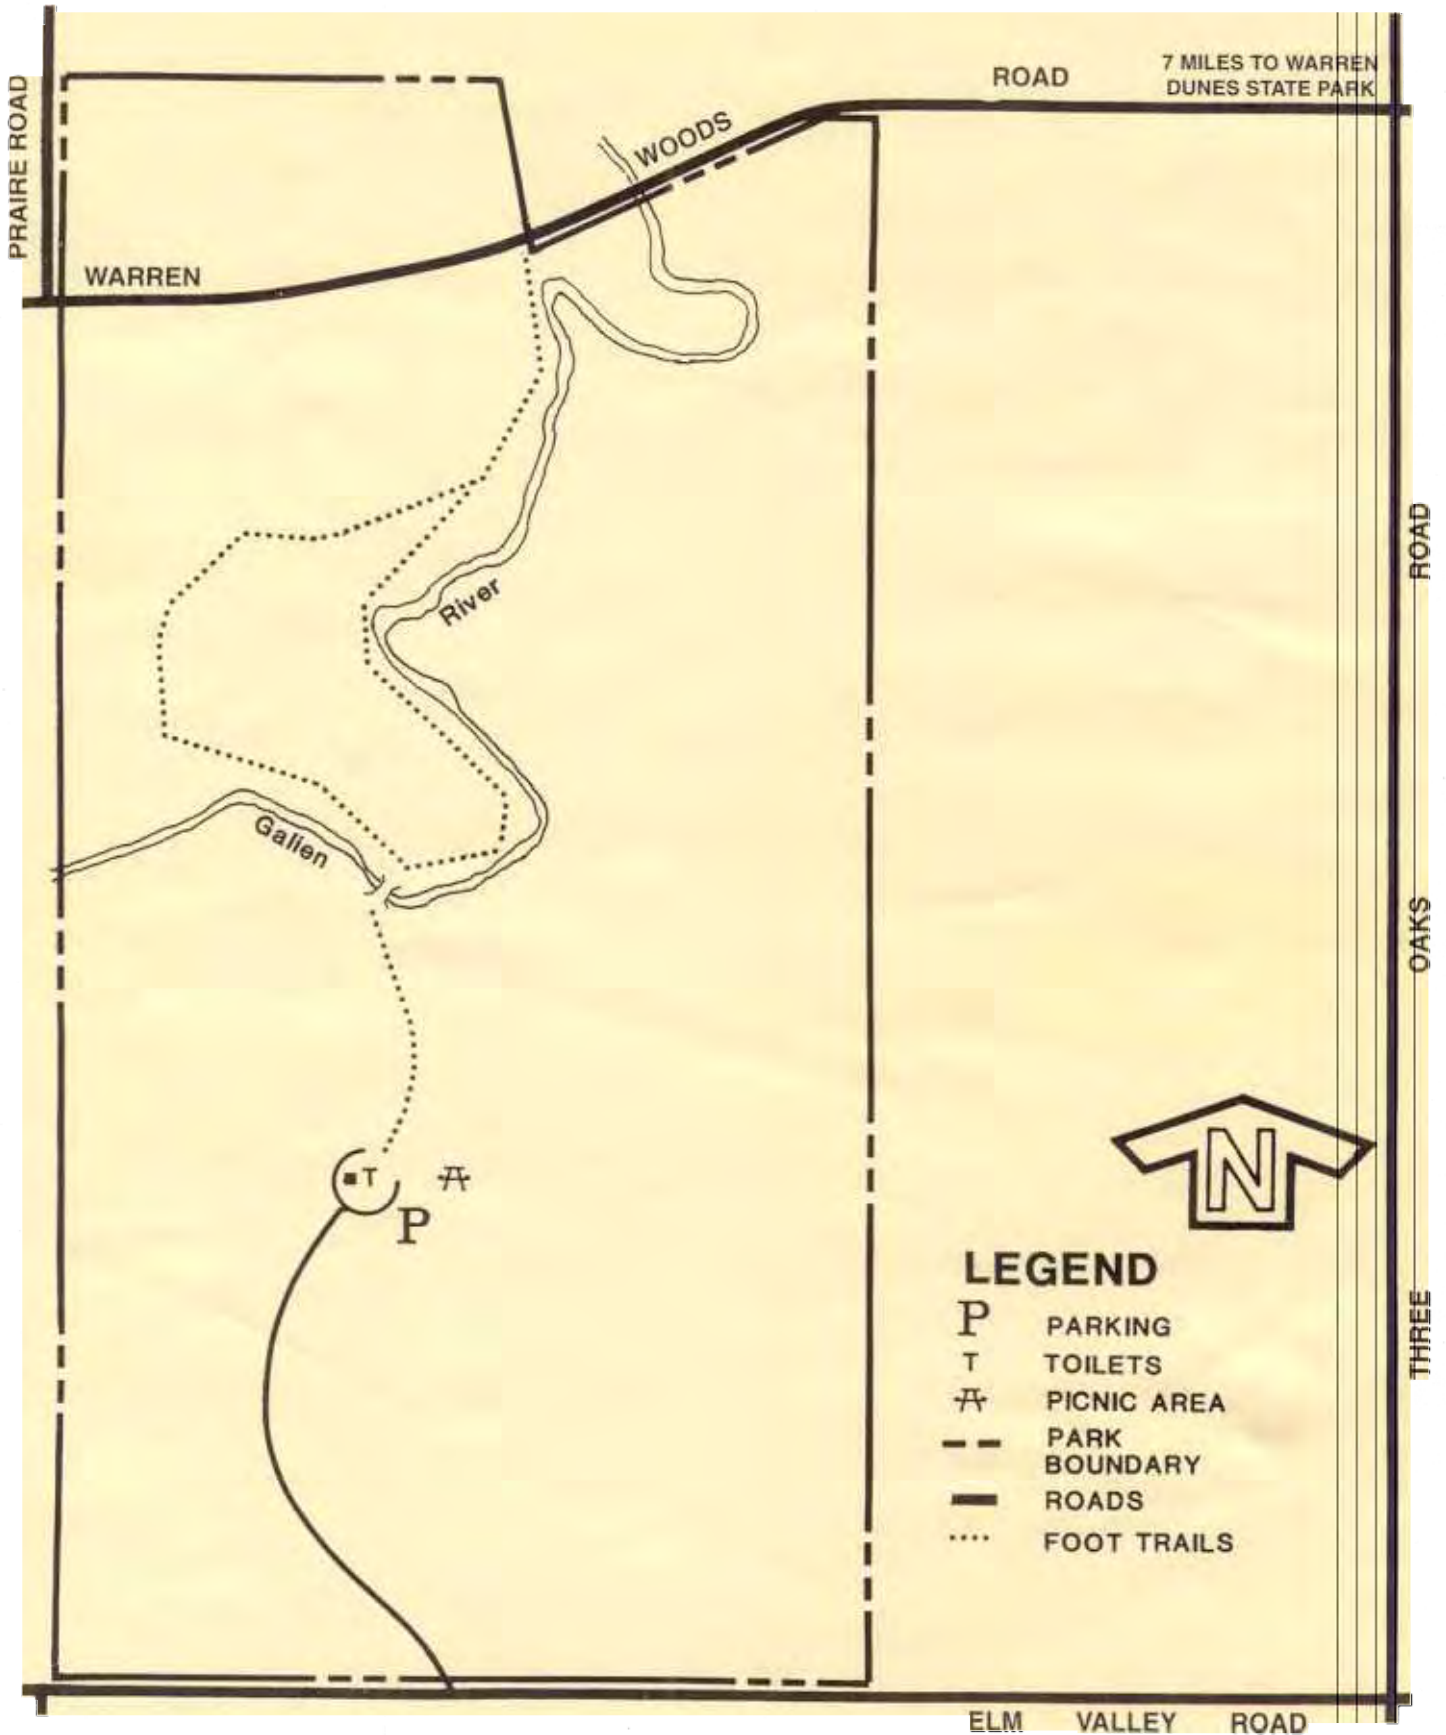 7 MILES TO WARREN
DUNES STATE PARK
ROAD
WOODS
WARREN
PRAIRE ROAD
River
Galien
T
P
ROAD
OAKS
THREE
N
LEGEND
P PARKING
T TOILETS
PICNIC AREA
PARK
BOUNDARY
ROADS
FOOT TRAILS
ELM VALLEY ROAD